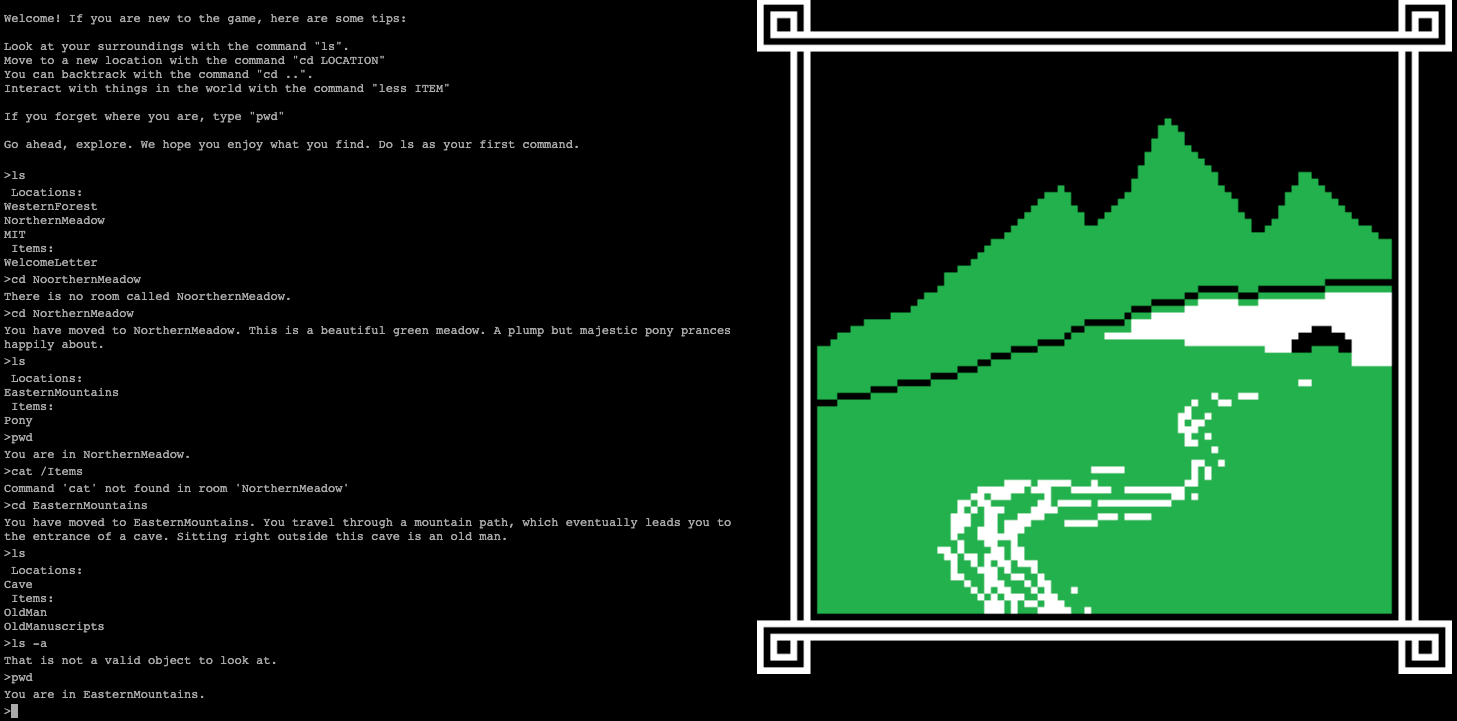 Welcome! If you are new to the game, here are some tips:
Look at your surroundings with the command "ls".
Move to a new location with the command "cd LOCATION"
You can backtrack with the command "cd ..".
Interact with things in the world with the command "less ITEM"
If you forget where you are, type "pwd"
Go ahead, explore. We hope you enjoy what you find. Do ls as your first command.
>ls
Locations:
WesternForest
NorthernMeadow
MIT
Items:
WelcomeLetter
>cd NoorthernMeadow
There is no room called NoorthernMeadow.
>cd NorthernMeadow
You have moved to NorthernMeadow. This is a beautiful green meadow. A plump but majestic pony prances
happily about.
>ls
Locations:
EasternMountains
Items:
Pony
>pwd
You are in NorthernMeadow.
>cat /Items
Command 'cat' not found in room 'NorthernMeadow'
>cd EasternMountains
You have moved to EasternMountains. You travel through a mountain path, which eventually leads you to
the entrance of a cave. Sitting right outside this cave is an old man.
>ls
Locations:
Cave
Items:
OldMan
OldManuscripts
>ls -a
That is not a valid object to look at.
>pwd
You are in EasternMountains.
>